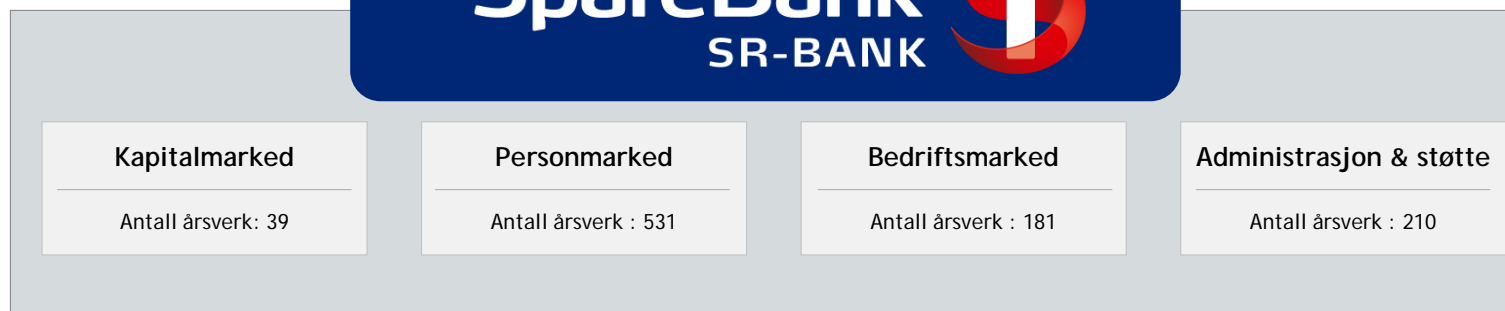 SpareBank
SR-BANK
Kapitalmarked
Antall årsverk: 39
Personmarked
Antall årsverk : 531
Bedriftsmarked
Antall årsverk : 181
Administrasjon & støtte
Antall årsverk : 210